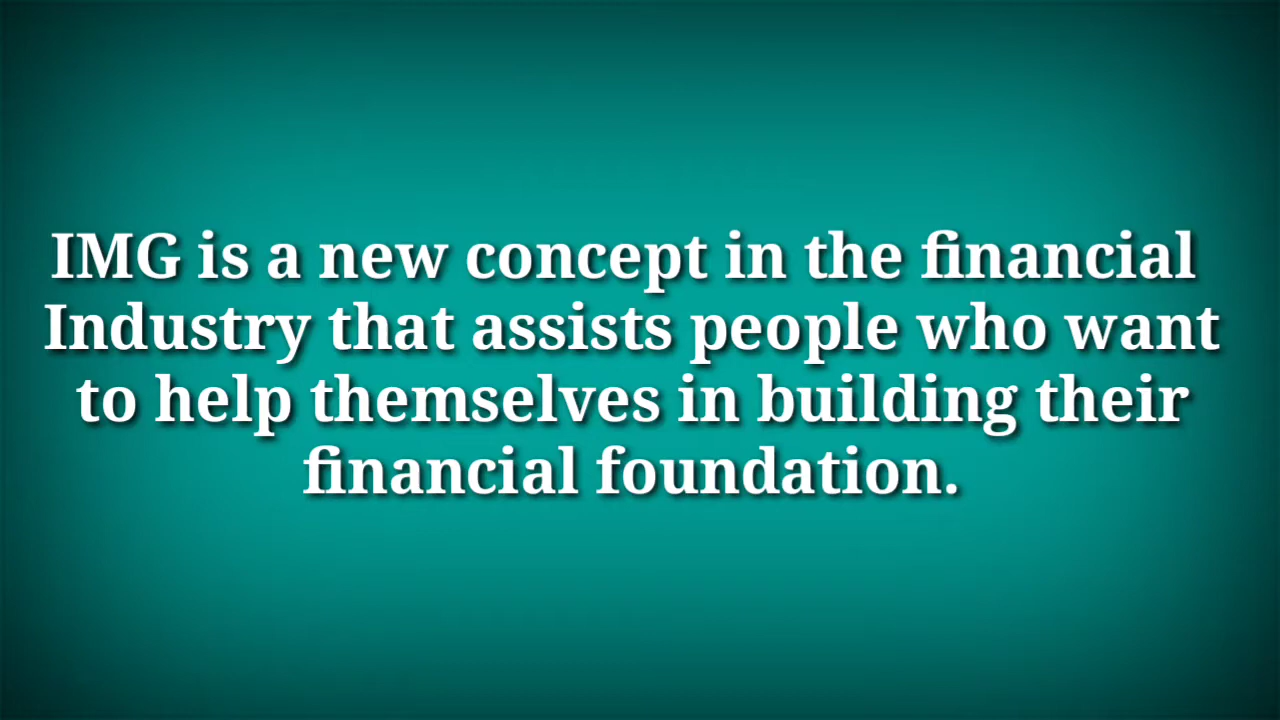 IMG is a new concept in the financial
Industry that assists people who want
to help themselves in building their
financial foundation.